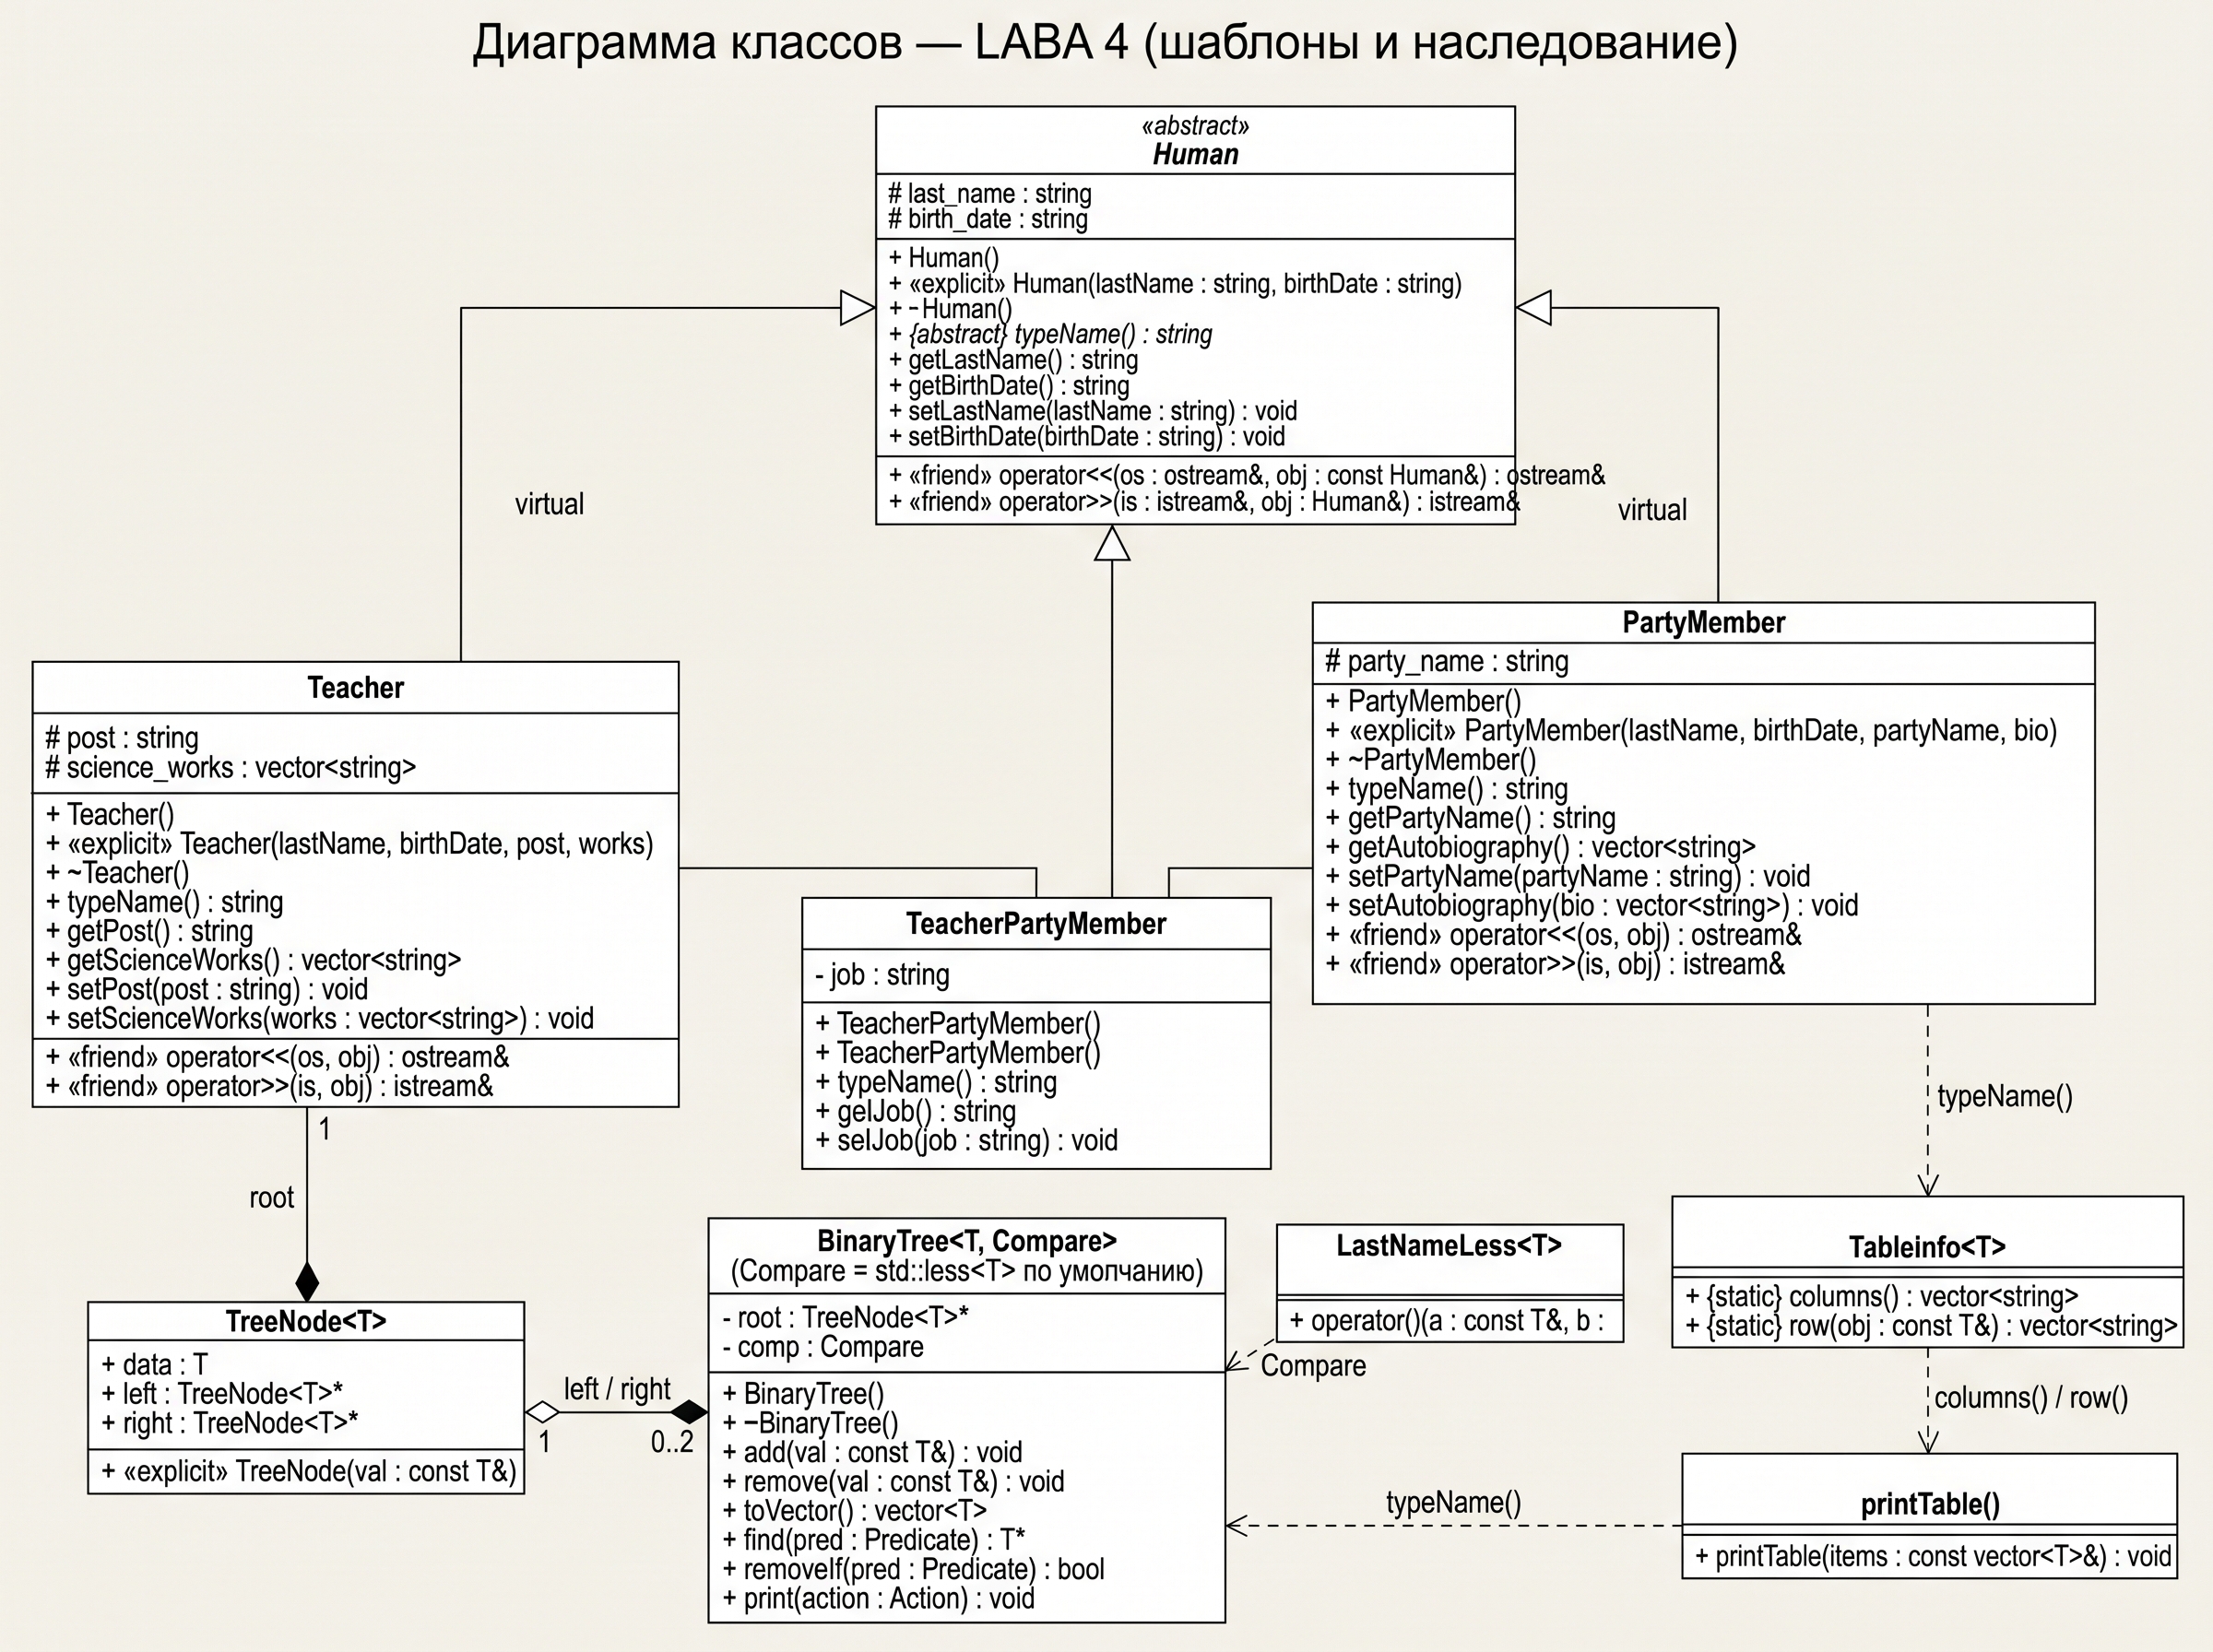 Диаграмма классов — LABA 4 (шаблоны и наследование)
«abstract»
Human
# last_name : string
# birth_date : string
+ Human()
+ «explicit» Human(lastName : string, birthDate : string)
+ -Human()
+ {abstract} typeName() : string
+ getLastName() : string
+ getBirthDate() : string
+ setLastName(lastName : string) : void
+ setBirthDate(birthDate : string) : void
+ «friend» operator<<(os : ostream&, obj : const Human&) : ostream&
+ «friend» operator>>(is : istream&, obj : Human&) : istream&
virtual
virtual
Teacher
# post : string
# science_works : vector<string>
+ Teacher()
+ «explicit» Teacher(lastName, birthDate, post, works)
+ ~Teacher()
+ typeName() : string
+ getPost() : string
+ getScienceWorks() : vector<string>
+ setPost(post : string) : void
+ setScienceWorks(works : vector<string>) : void
+ «friend» operator<<(os, obj) : ostream&
+ «friend» operator>>(is, obj) : istream&
PartyMember
# party_name : string
+ PartyMember()
+ «explicit» PartyMember(lastName, birthDate, partyName, bio)
+ ~PartyMember()
+ typeName() : string
+ getPartyName() : string
+ getAutobiography() : vector<string>
+ setPartyName(partyName : string) : void
+ setAutobiography(bio : vector<string>) : void
+ «friend» operator<<(os, obj) : ostream&
+ «friend» operator>>(is, obj) : istream&
TeacherPartyMember
- job : string
+ TeacherPartyMember()
+ TeacherPartyMember()
+ typeName() : string
+ gelJob() : string
+ selJob(job : string) : void
1
root
typeName()
TreeNode<T>
+ data : T
+ left : TreeNode<T>*
+ right : TreeNode<T>*
+ «explicit» TreeNode(val : const T&)
left / right
1
0..2
BinaryTree<T, Compare>
(Compare = std::less<T> по умолчанию)
- root : TreeNode<T>*
- comp : Compare
+ BinaryTree()
+ −BinaryTree()
+ add(val : const T&) : void
+ remove(val : const T&) : void
+ toVector() : vector<T>
+ find(pred : Predicate) : T*
+ removeIf(pred : Predicate) : bool
+ print(action : Action) : void
LastNameLess<T>
+ operator()(a : const T&, b :
Compare
Tableinfo<T>
+ {static} columns() : vector<string>
+ {static} row(obj : const T&) : vector<string>
columns() / row()
printTable()
+ printTable(items : const vector<T>&) : void
typeName()